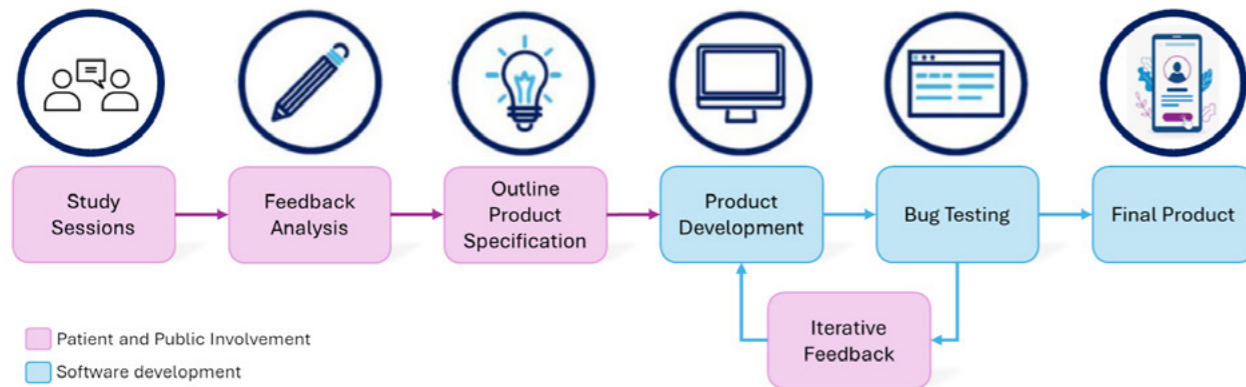 Study
Sessions
Feedback
Analysis
Outline
Product
Specification
Product
Development
Bug Testing
Final Product
Iterative
Feedback
Patient and Public Involvement
Software development